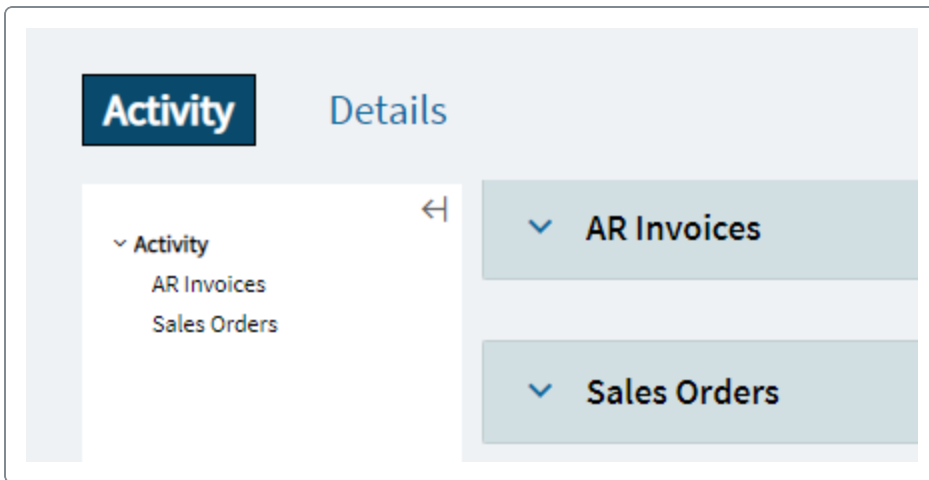 Activity Details
Activity
AR Invoices
Sales Orders
AR Invoices
Sales Orders